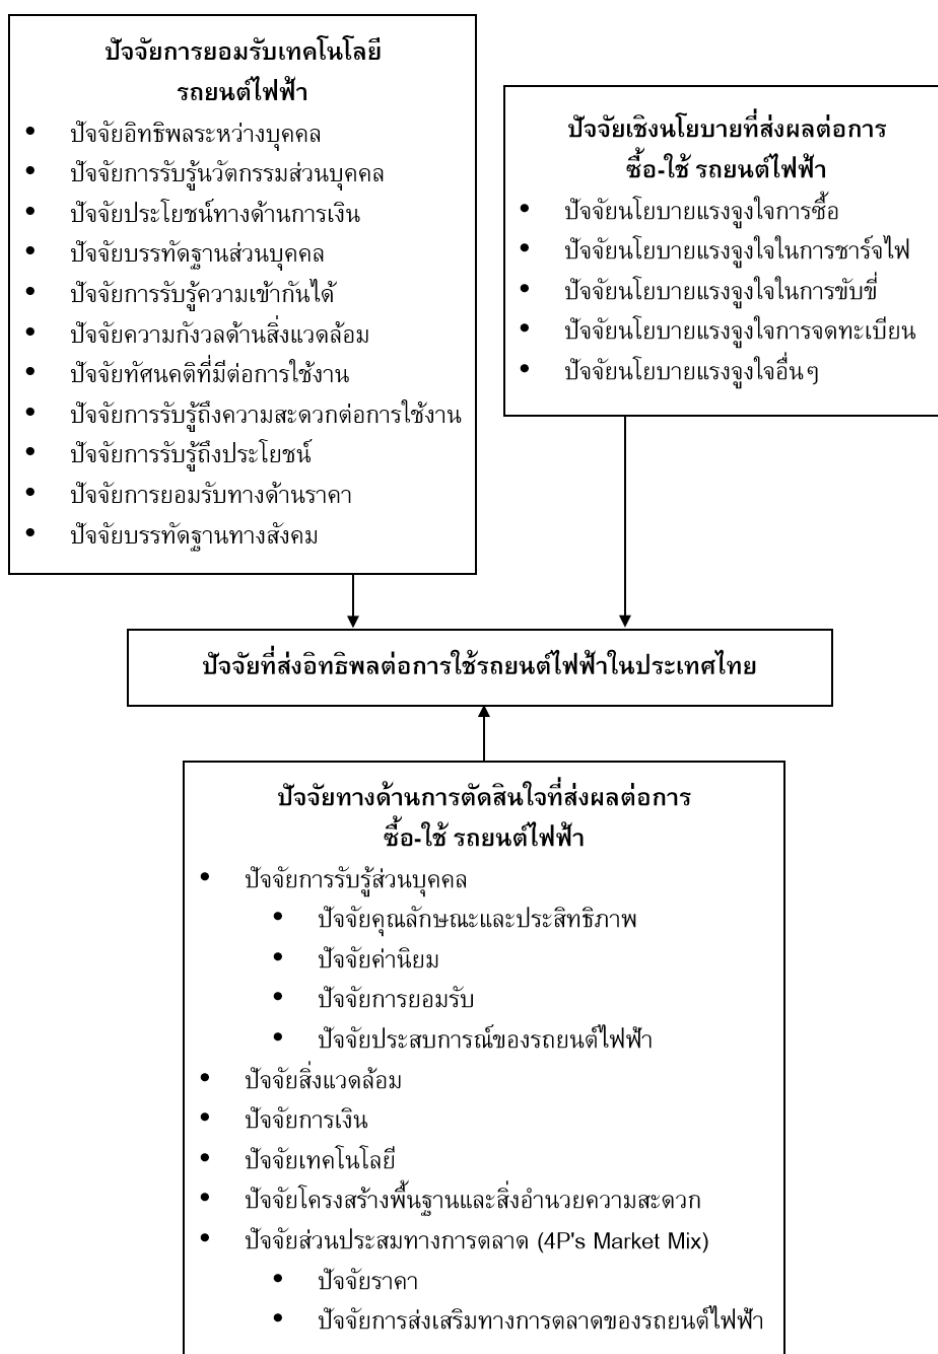 ปัจจัยการยอมรับเทคโนโลยี
รถยนต์ไฟฟ้า
• ปัจจัยอิทธิพลระหว่างบุคคล
• ปัจจัยการรับรู้นวัตกรรมส่วนบุคคล
• ปัจจัยประโยชน์ทางด้านการเงิน
• ปัจจัยบรรทัดฐานส่วนบุคคล
• ปัจจัยการรับรู้ความเข้ากันได้
• ปัจจัยความกังวลด้านสิ่งแวดล้อม
• ปัจจัยทัศนคติที่มีต่อการใช้งาน
• ปัจจัยการรับรู้ถึงความสะดวกต่อการใช้งาน
• ปัจจัยการรับรู้ถึงประโยชน์
• ปัจจัยการยอมรับทางด้านราคา
• ปัจจัยบรรทัดฐานทางสังคม
ปัจจัยเชิงนโยบายที่ส่งผลต่อการ
ซื้อ-ใช้ รถยนต์ไฟฟ้า
• ปัจจัยนโยบายแรงจูงใจการซื้อ
• ปัจจัยนโยบายแรงจูงใจในการชาร์จไฟ
• ปัจจัยนโยบายแรงจูงใจในการขับขี่
• ปัจจัยนโยบายแรงจูงใจการจดทะเบียน
• ปัจจัยนโยบายแรงจูงใจอื่นๆ
ปัจจัยที่ส่งอิทธิพลต่อการใช้รถยนต์ไฟฟ้าในประเทศไทย
ปัจจัยทางด้านการตัดสินใจที่ส่งผลต่อการ
ซื้อ-ใช้ รถยนต์ไฟฟ้า
• ปัจจัยการรับรู้ส่วนบุคคล
• ปัจจัยคุณลักษณะและประสิทธิภาพ
• ปัจจัยค่านิยม
• ปัจจัยการยอมรับ
• ปัจจัยประสบการณ์ของรถยนต์ไฟฟ้า
• ปัจจัยสิ่งแวดล้อม
• ปัจจัยการเงิน
• ปัจจัยเทคโนโลยี
• ปัจจัยโครงสร้างพื้นฐานและสิ่งอำนวยความสะดวก
• ปัจจัยส่วนประสมทางการตลาด (4P's Market Mix)
• ปัจจัยราคา
• ปัจจัยการส่งเสริมทางการตลาดของรถยนต์ไฟฟ้า